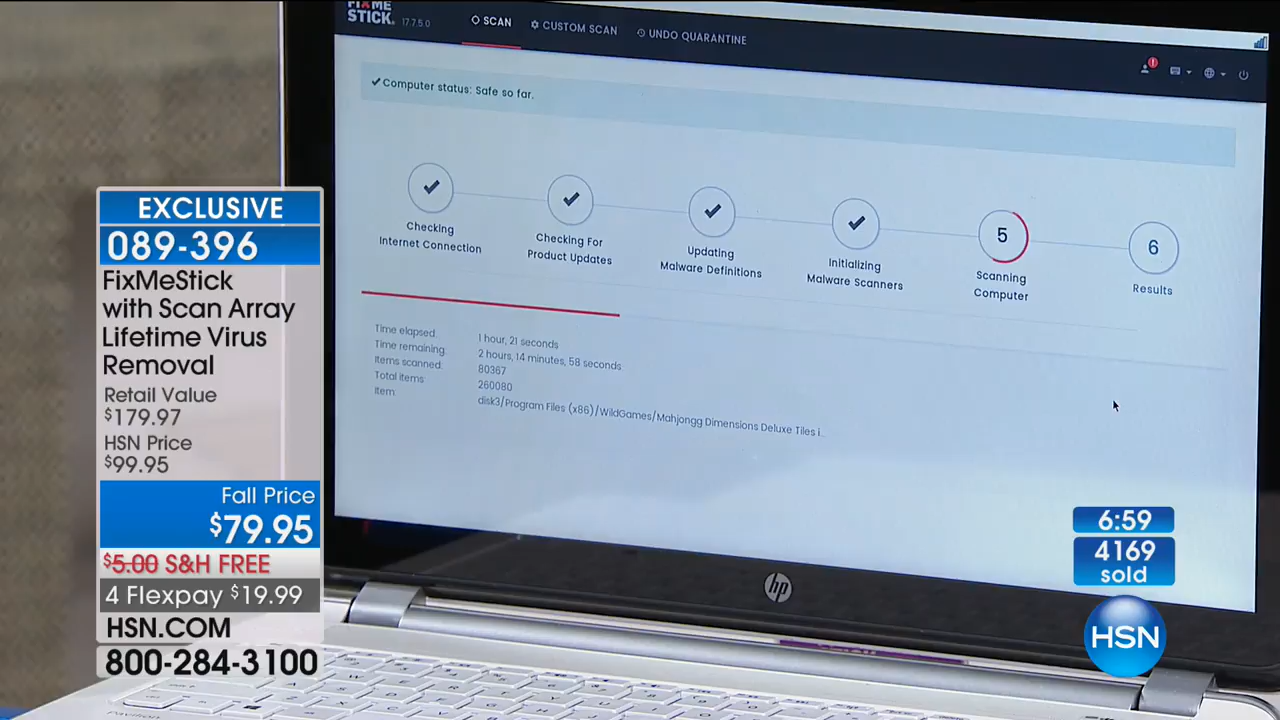 FIXME
STICK. 17.7.5.0
SCAN
CUSTOM SCAN
UNDO QUARANTINE
!
Computer status: Safe so far.
Checking
Internet Connection
Checking For
Product Updates
Updating
Malware Definitions
Initializing
Malware Scanners
5
Scanning
Computer
6
Results
Time elapsed: 1 hour, 21 seconds
Time remaining: 2 hours, 14 minutes, 58 seconds
Items scanned: 80367
Total items: 260080
Item: disk3/Program Files (x86)/WildGames/Mahjongg Dimensions Deluxe Tiles i...
EXCLUSIVE
089-396
FixMeStick
with Scan Array
Lifetime Virus
Removal
Retail Value
$179.97
HSN Price
$99.95
Fall Price
$79.95
$5.00 S&H FREE
4 Flexpay $19.99
HSN.COM
800-284-3100
6:59
4169
sold
HSN
hp